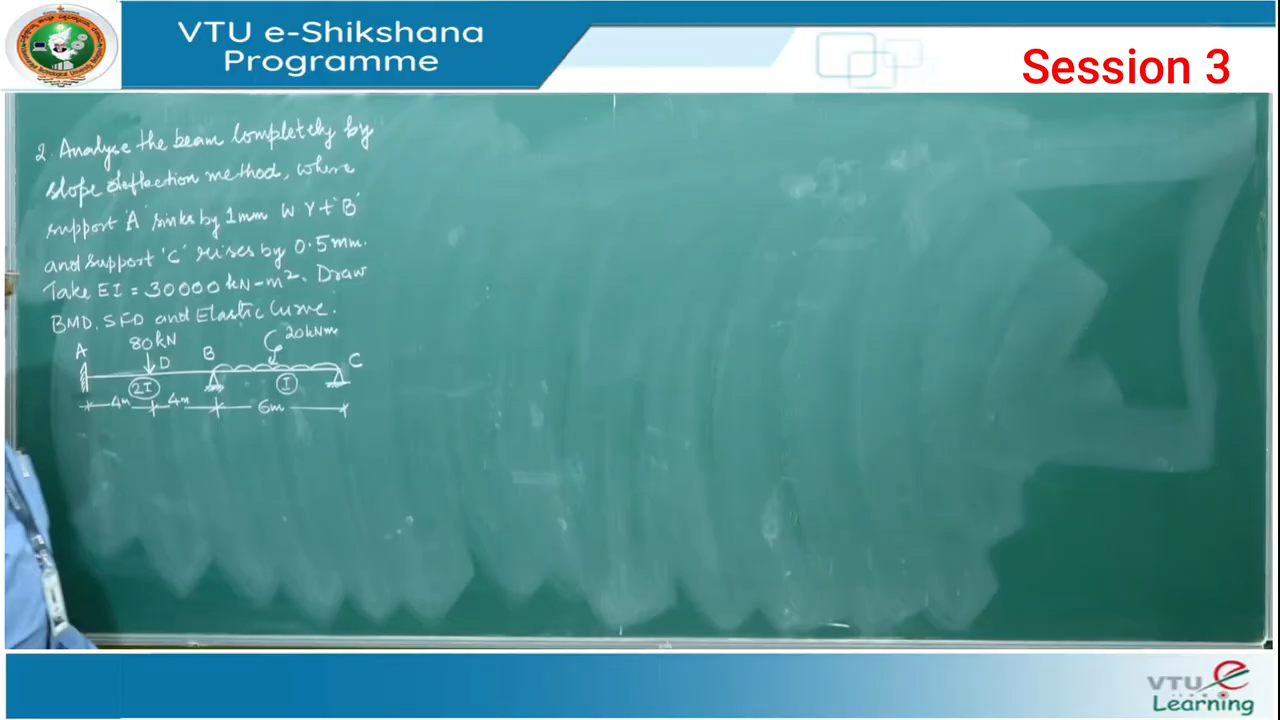 VTU e-Shikshana
Programme
Session 3
2. Analyse the beam completely by
slope deflection method, where
support 'A' sinks by 1mm W Y t 'B'
and support 'C' rises by 0.5mm.
Take EI = 30000 kN-m². Draw
BMD, SFD and Elastic Curve.
A 80kN D B 20kNm C
2I I
4m 4m 6m
VTU e
Learning